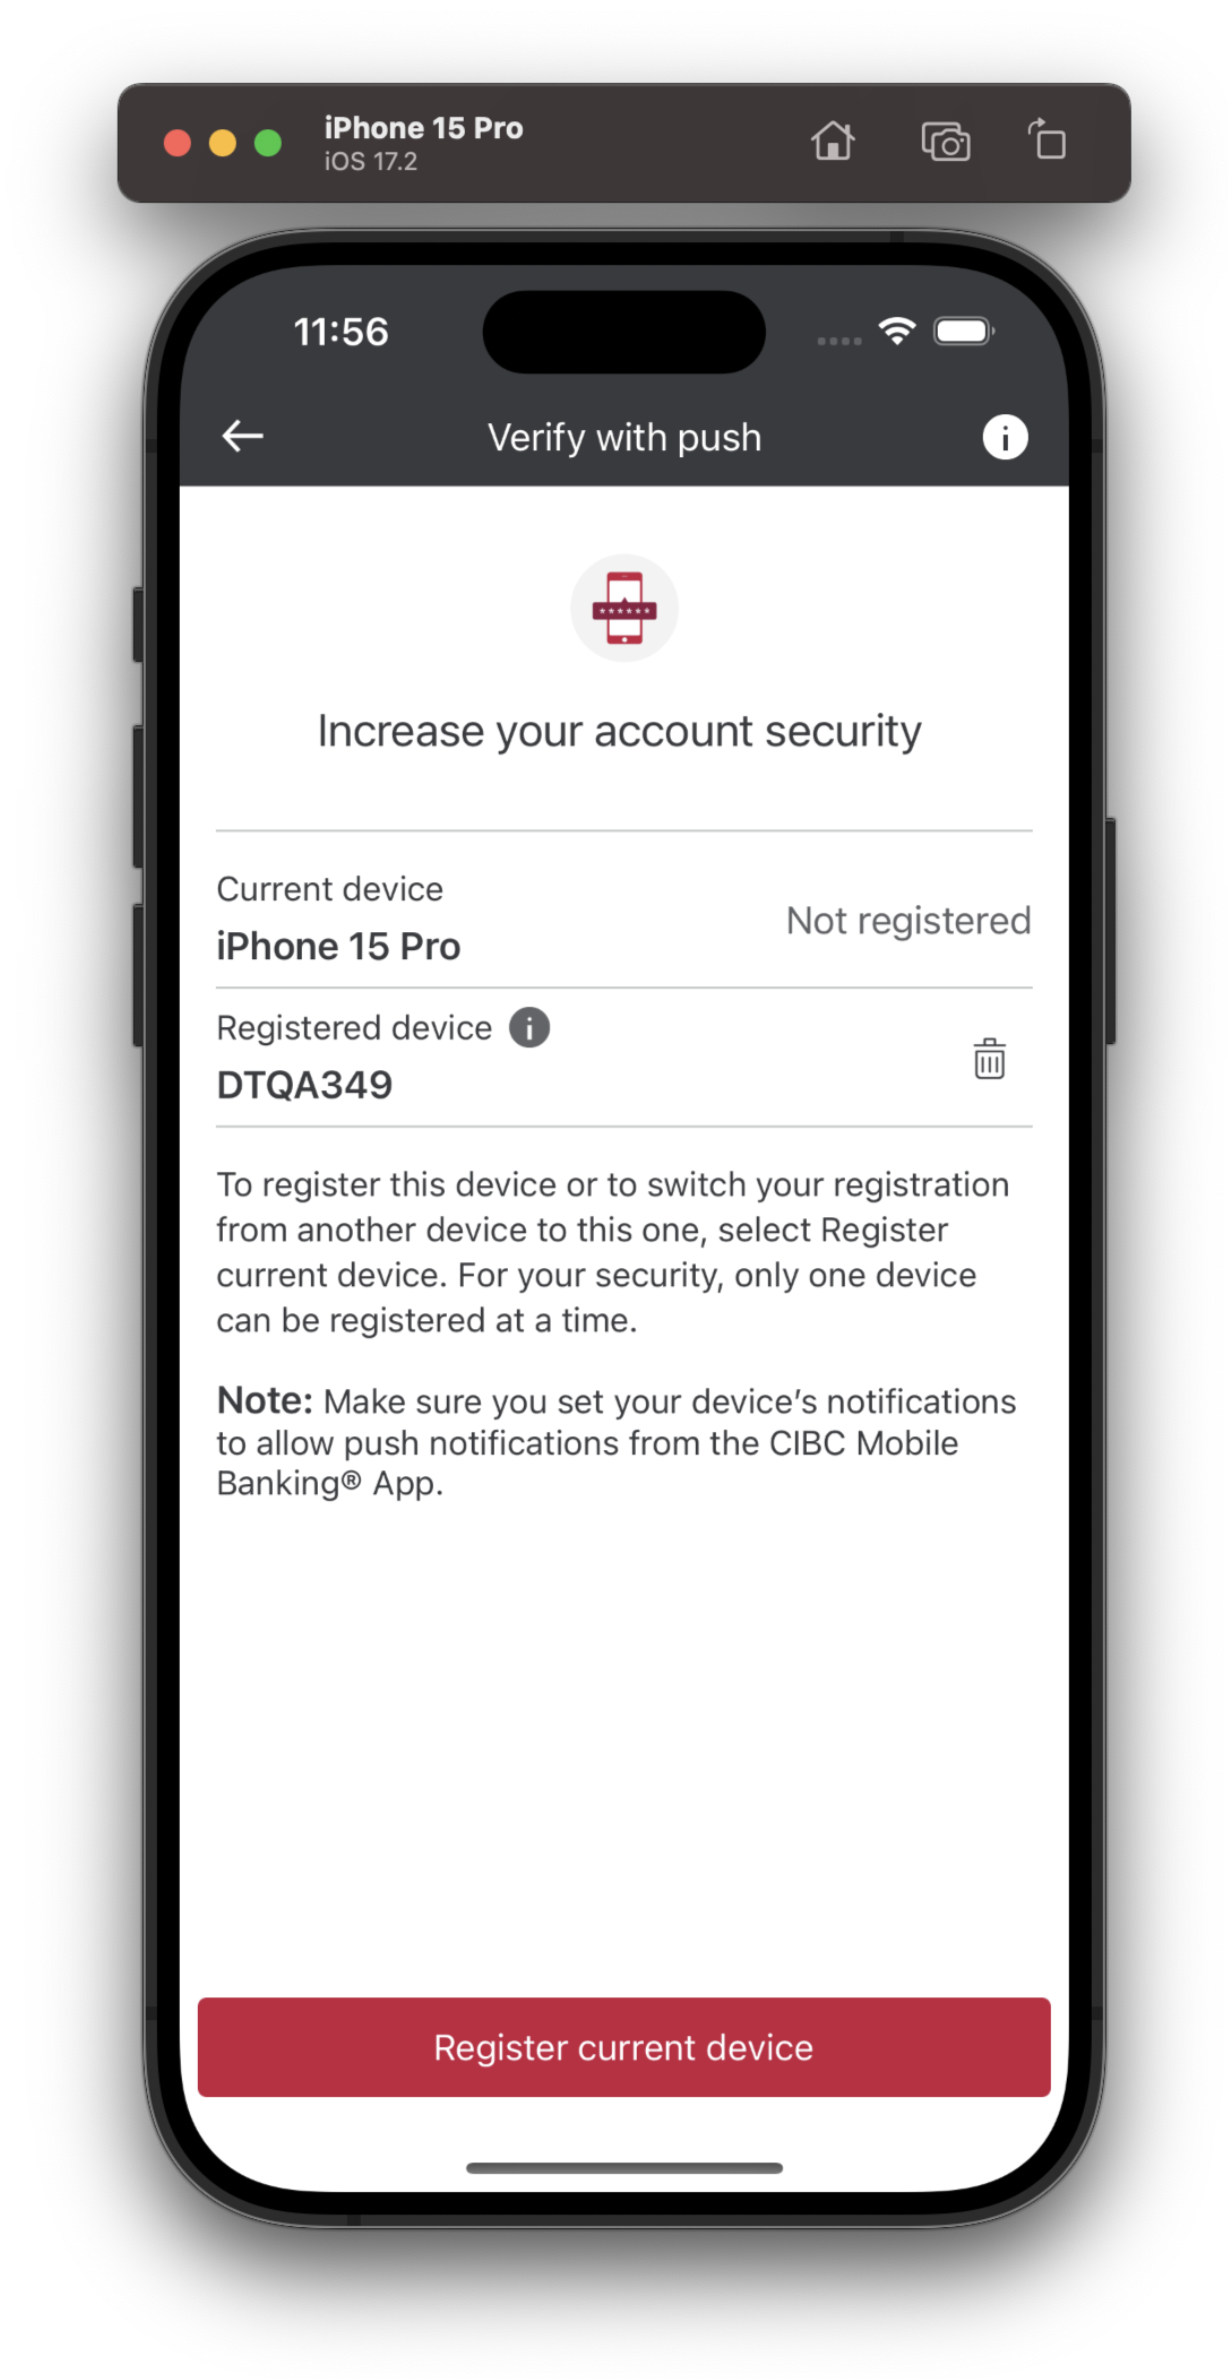 iPhone 15 Pro
iOS 17.2
11:56
Verify with push
Increase your account security
Current device
iPhone 15 Pro
Not registered
Registered device
DTQA349
To register this device or to switch your registration
from another device to this one, select Register
current device. For your security, only one device
can be registered at a time.
Note: Make sure you set your device’s notifications
to allow push notifications from the CIBC Mobile
Banking® App.
Register current device